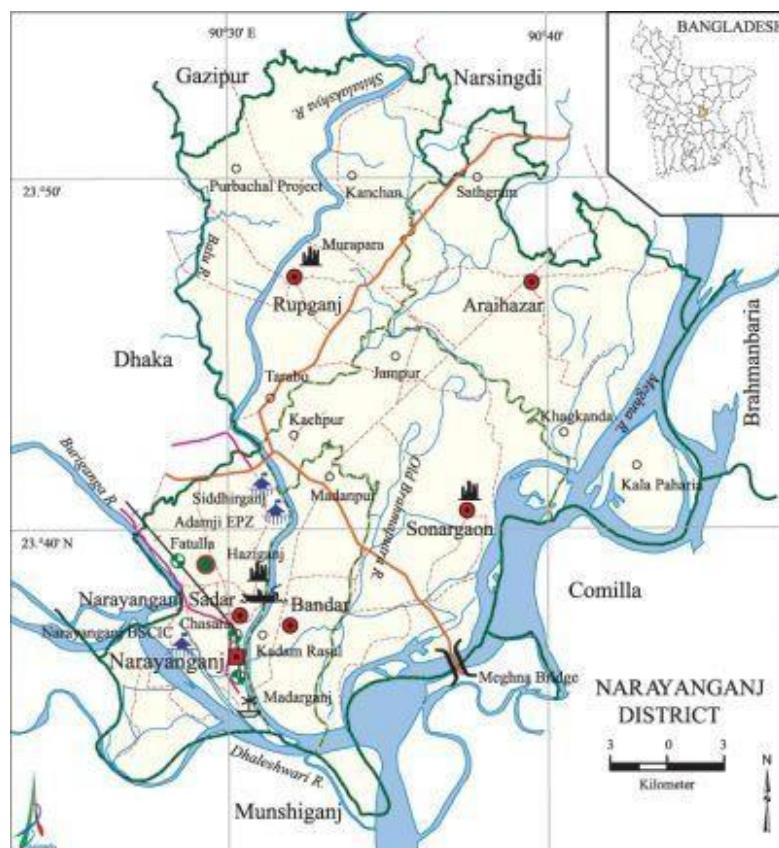 90°30' E
90°40'
BANGLADESH
Gazipur
Narsingdi
Shitalakshya R.
23°50'
Purbachal Project
Kanchan
Sathgram
Balu R.
Murapara
Rupganj
Araihazar
Dhaka
Brahmanbaria
Meghna R.
Jampur
Tarabu
Kachpur
Khagkanda
Buriganga R.
Old Brahmaputra R.
Kala Paharia
Siddhirganj
Madanpur
Adamji EPZ
Sonargaon
23°40' N
Fatulla
Haziganj
Comilla
Narayanganj Sadar
Bandar
Chasara
Narayanganj BSCIC
Kadam Rasul
Narayanganj
Meghna Bridge
Madarganj
NARAYANGANJ
DISTRICT
Dhaleshwari R.
3 0 3
Kilometer
N
Munshiganj